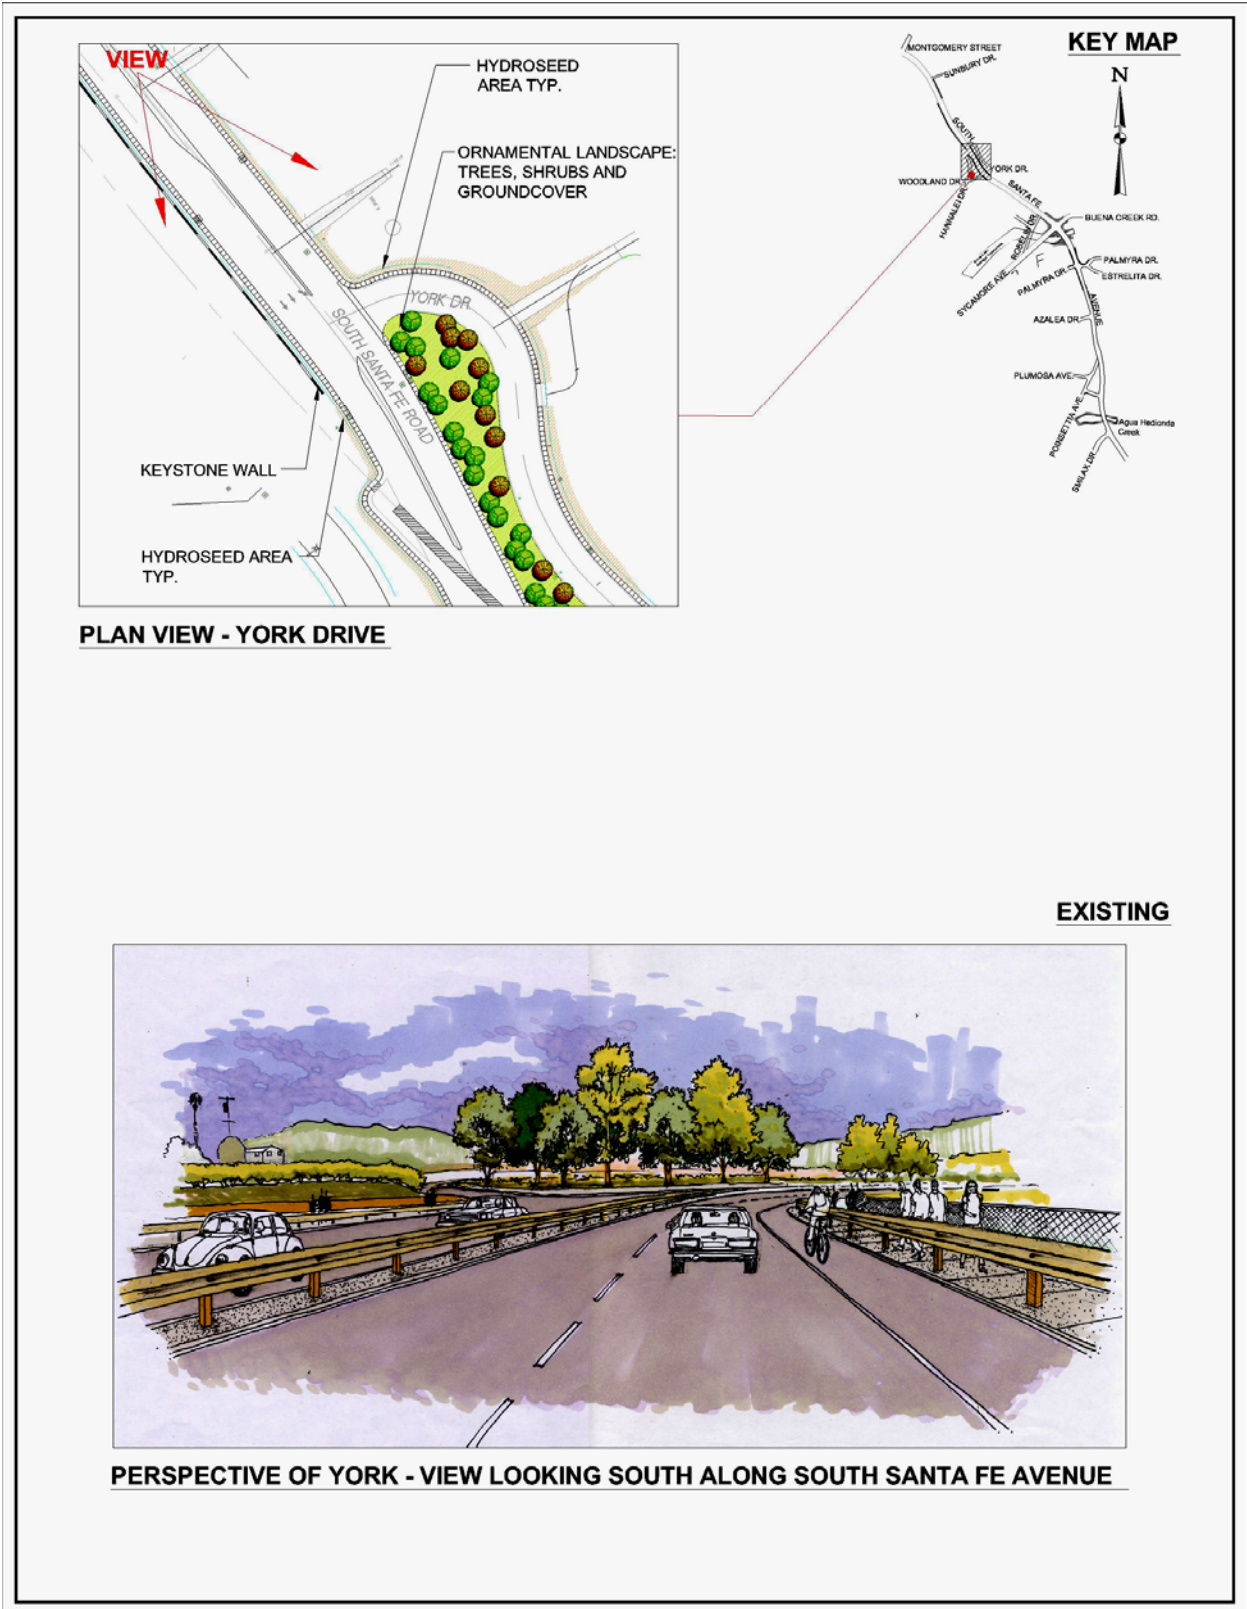 VIEW
HYDROSEED
AREA TYP.
ORNAMENTAL LANDSCAPE:
TREES, SHRUBS AND
GROUNDCOVER
YORK DR.
SOUTH SANTA FE ROAD
KEYSTONE WALL
HYDROSEED AREA
TYP.
PLAN VIEW - YORK DRIVE
KEY MAP
N
MONTGOMERY STREET
SUNBURY DR.
SOUTH
YORK DR.
WOODLAND DR.
HANNALEI DR.
SANTA FE
BUENA CREEK RD.
ROBELINI DR.
F
PALMYRA DR.
ESTRELITA DR.
SYCAMORE AVE.
PALMYRA DR.
AVENUE
AZALEA DR.
PLUMOSA AVE.
POINSETTIA AVE.
Agua Hedionda
Creek
SMILAX DR.
EXISTING
PERSPECTIVE OF YORK - VIEW LOOKING SOUTH ALONG SOUTH SANTA FE AVENUE